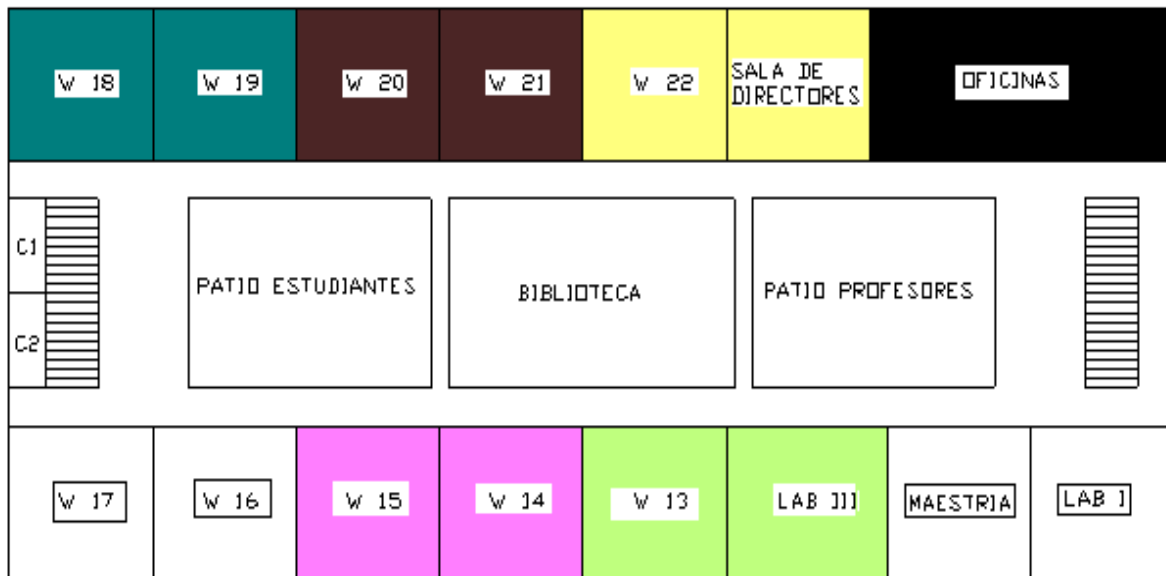 W 18
W 19
W 20
W 21
W 22
SALA DE
DIRECTORES
OFICINAS
C1
C2
PATIO ESTUDIANTES
BIBLIOTECA
PATIO PROFESORES
W 17
W 16
W 15
W 14
W 13
LAB III
MAESTRIA
LAB I